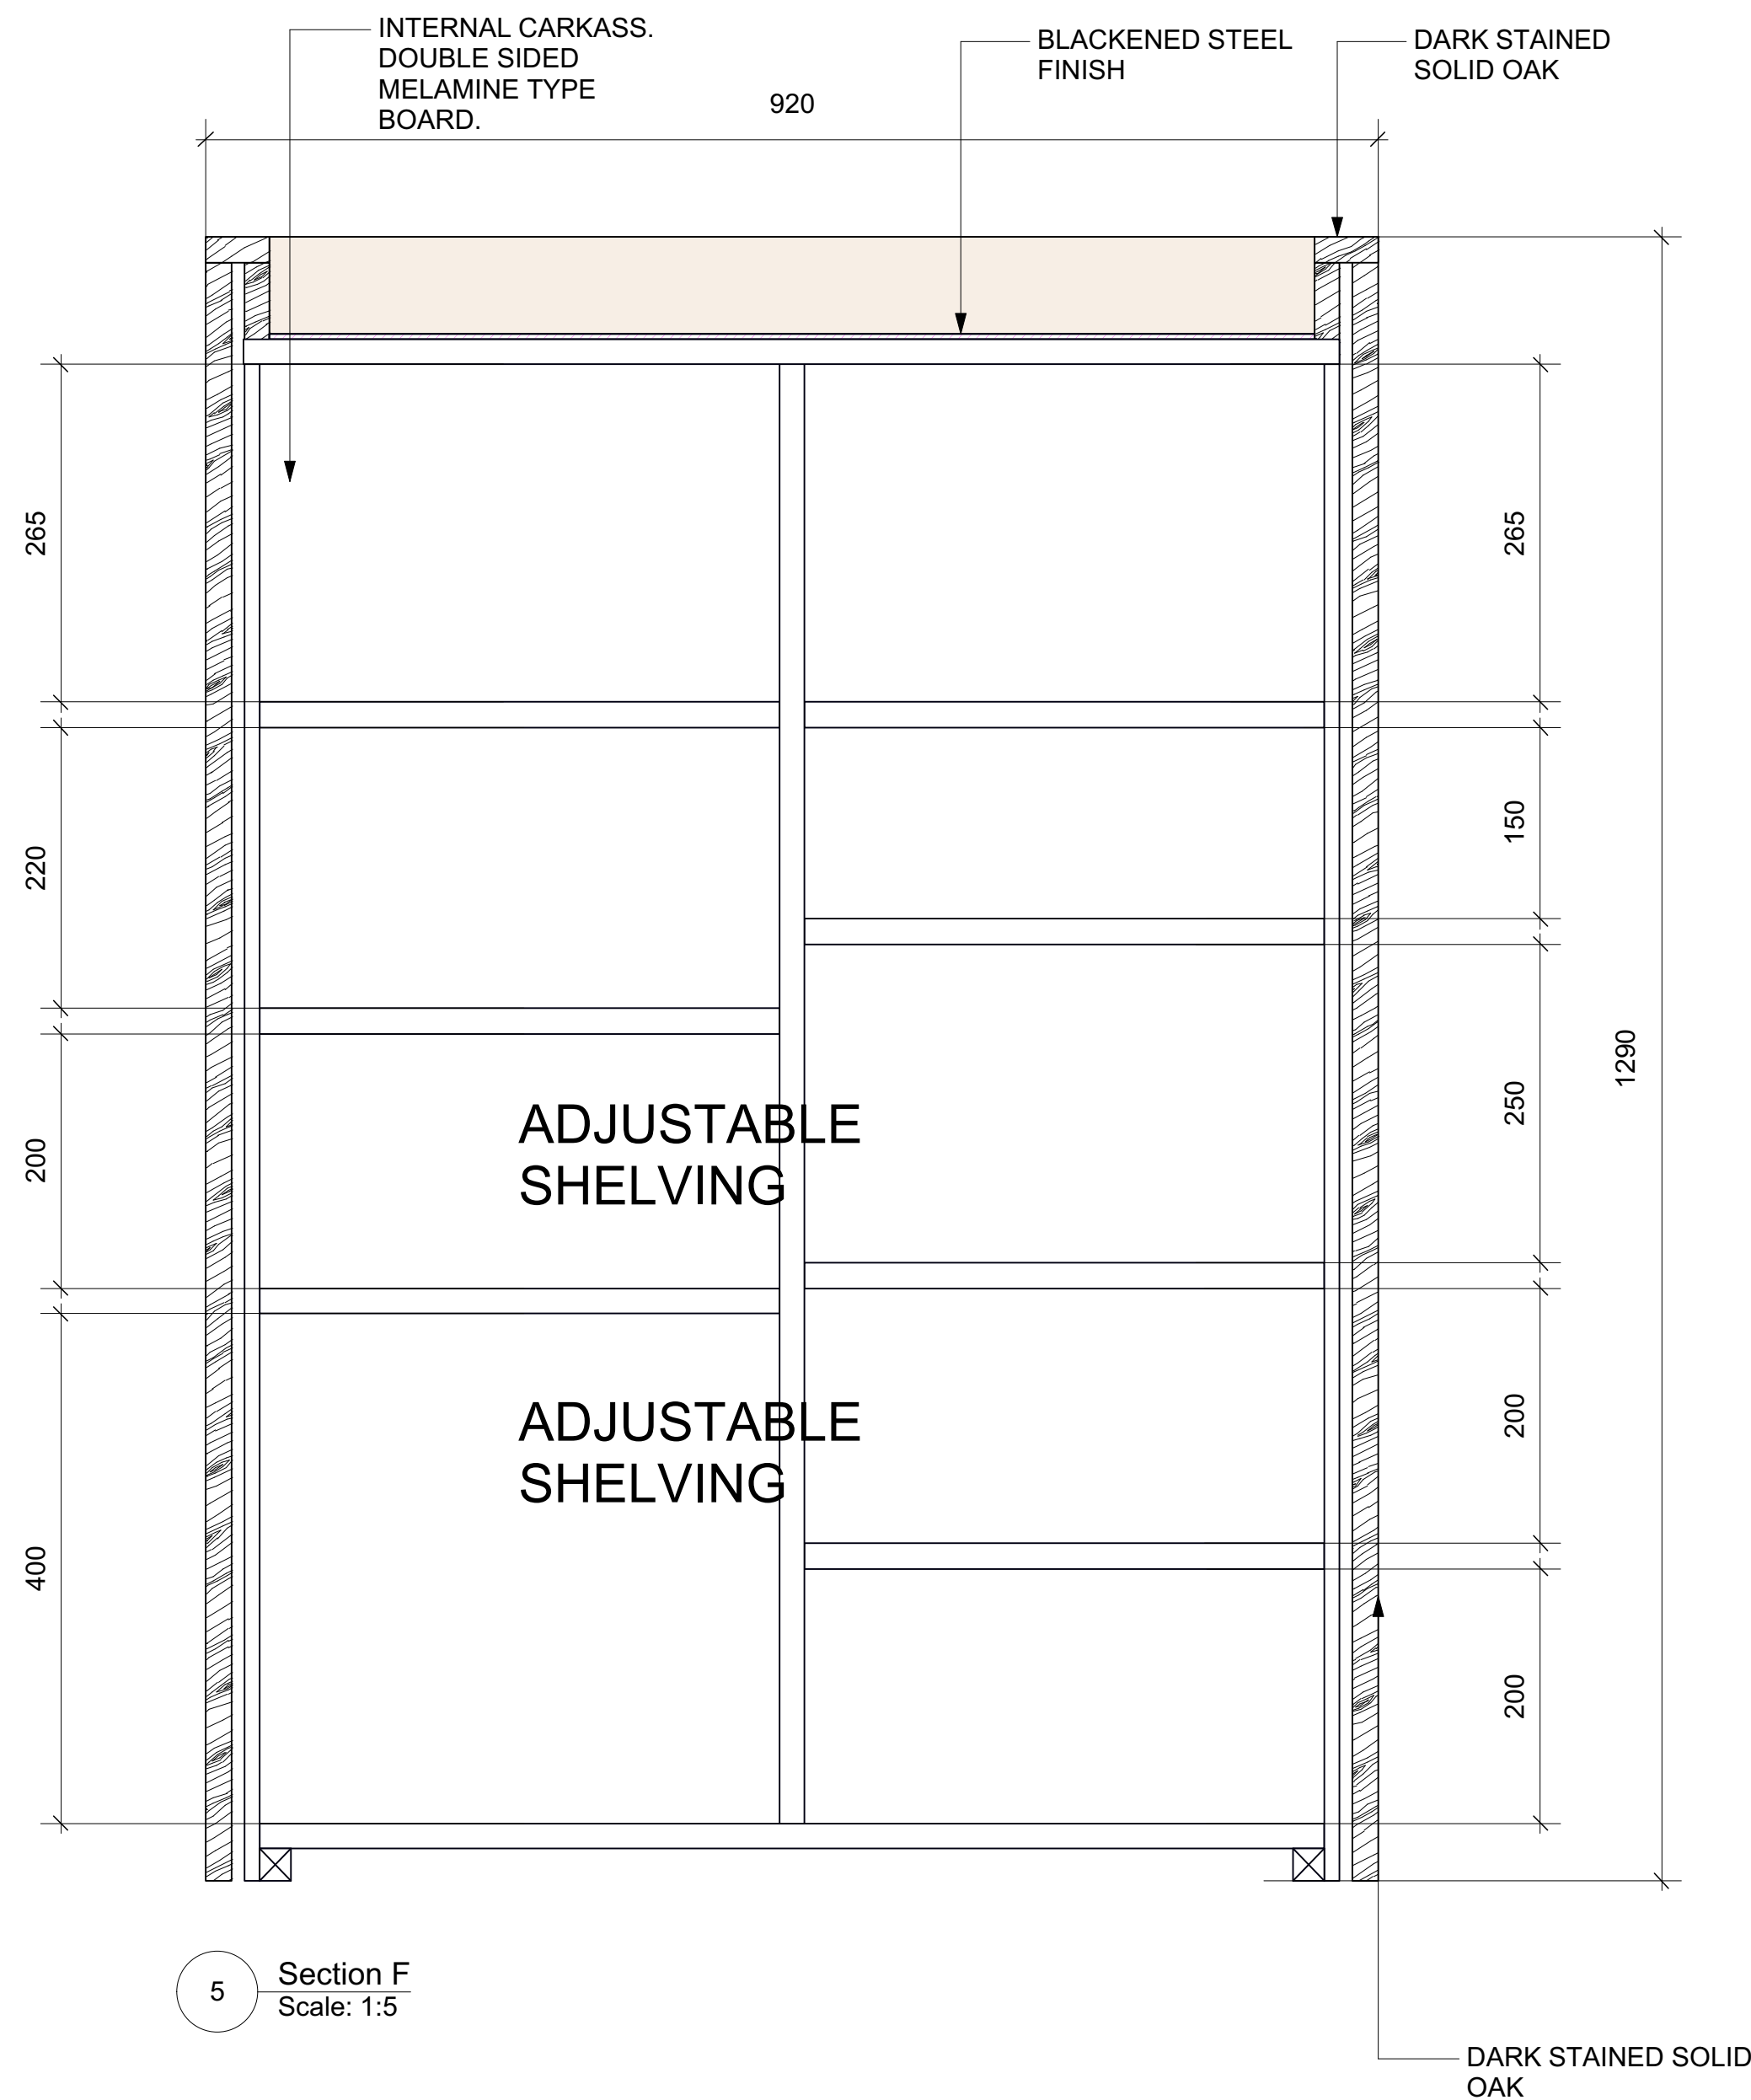 INTERNAL CARKASS.
DOUBLE SIDED
MELAMINE TYPE
BOARD.
BLACKENED STEEL
FINISH
DARK STAINED
SOLID OAK
920
265
265
220
150
200
250
1290
ADJUSTABLE
SHELVING
ADJUSTABLE
SHELVING
400
200
200
5
Section F
Scale: 1:5
DARK STAINED SOLID
OAK